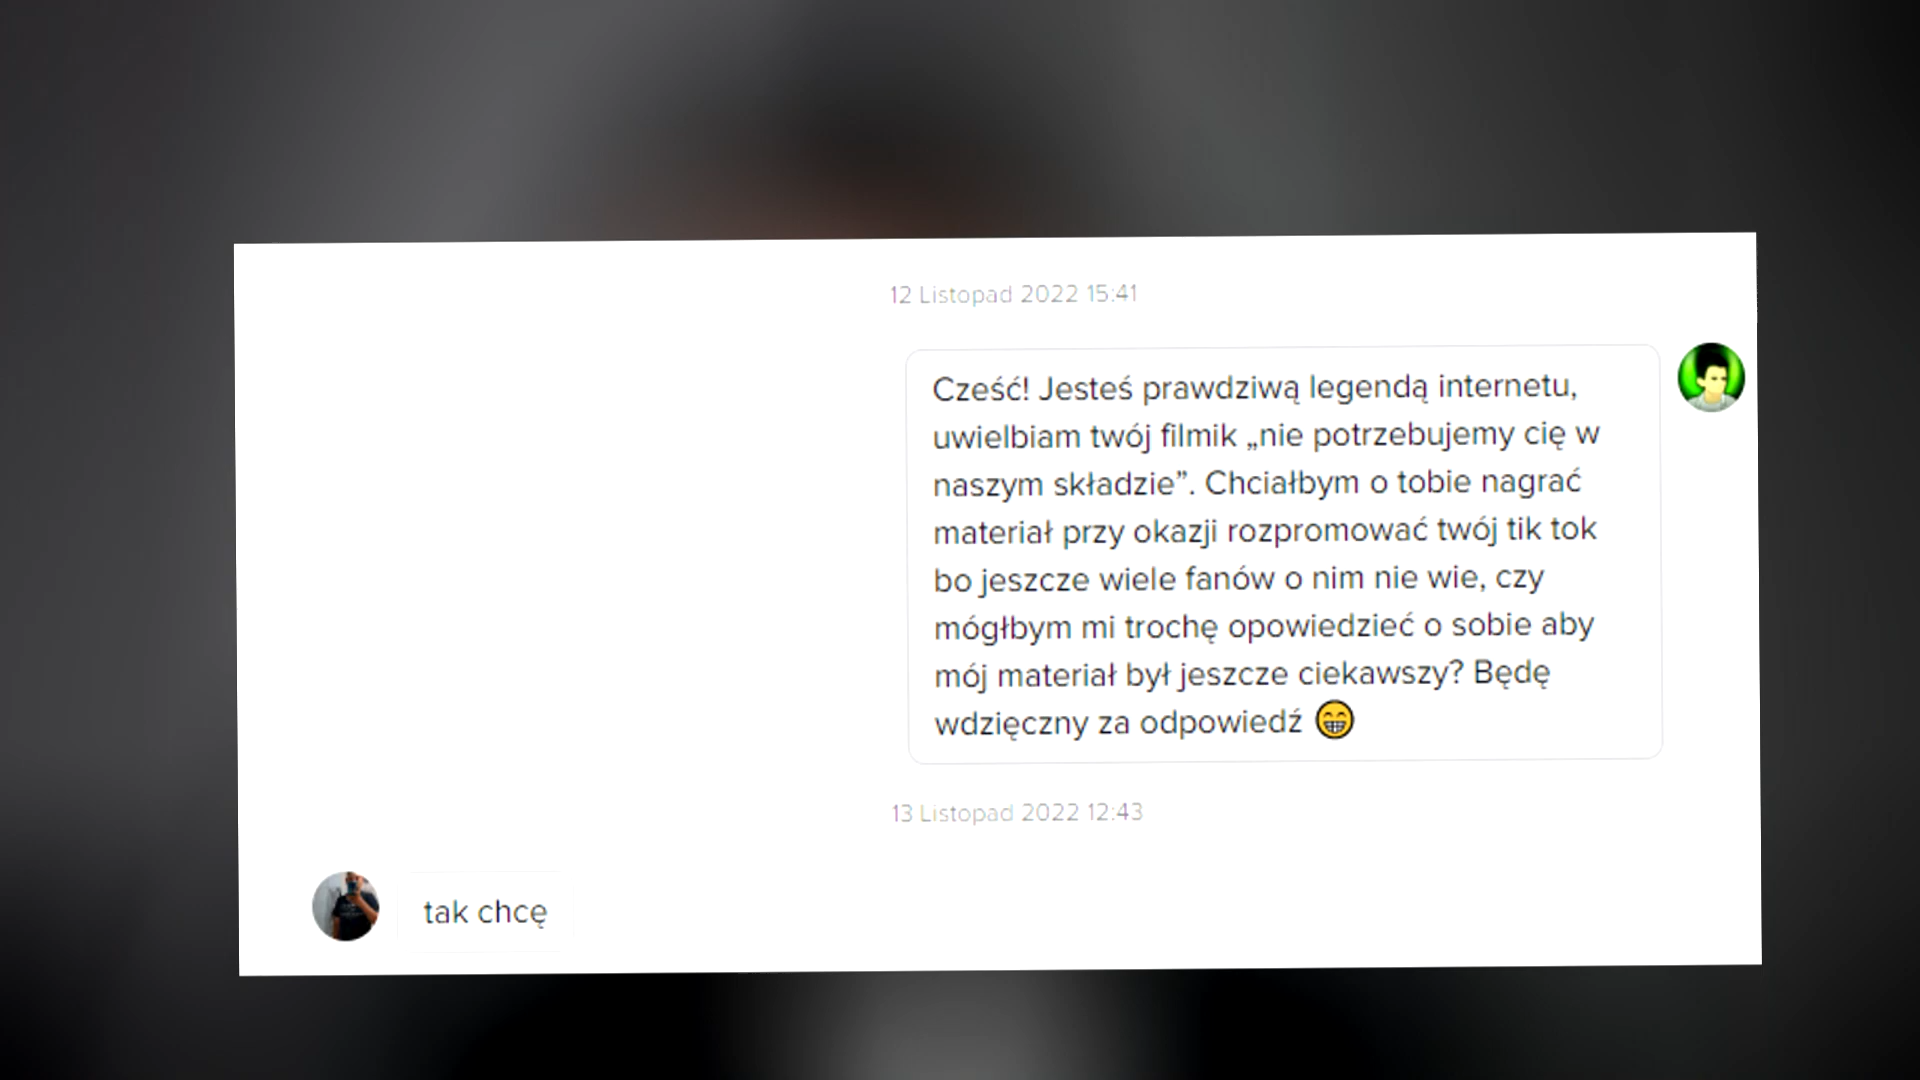 12 Listopad 2022 15:41
Cześć! Jesteś prawdziwą legendą internetu,
uwielbiam twój filmik „nie potrzebujemy cię w
naszym składzie”. Chciałbym o tobie nagrać
materiał przy okazji rozpromować twój tik tok
bo jeszcze wiele fanów o nim nie wie, czy
mógłbym mi trochę opowiedzieć o sobie aby
mój materiał był jeszcze ciekawszy? Będę
wdzięczny za odpowiedź 😁
13 Listopad 2022 12:43
tak chcę